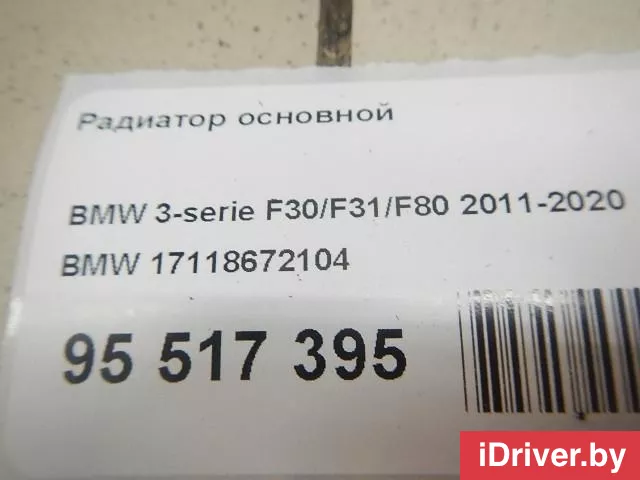 Радиатор основной
BMW 3-serie F30/F31/F80 2011-2020
BMW 17118672104
95 517 395
iDriver.by